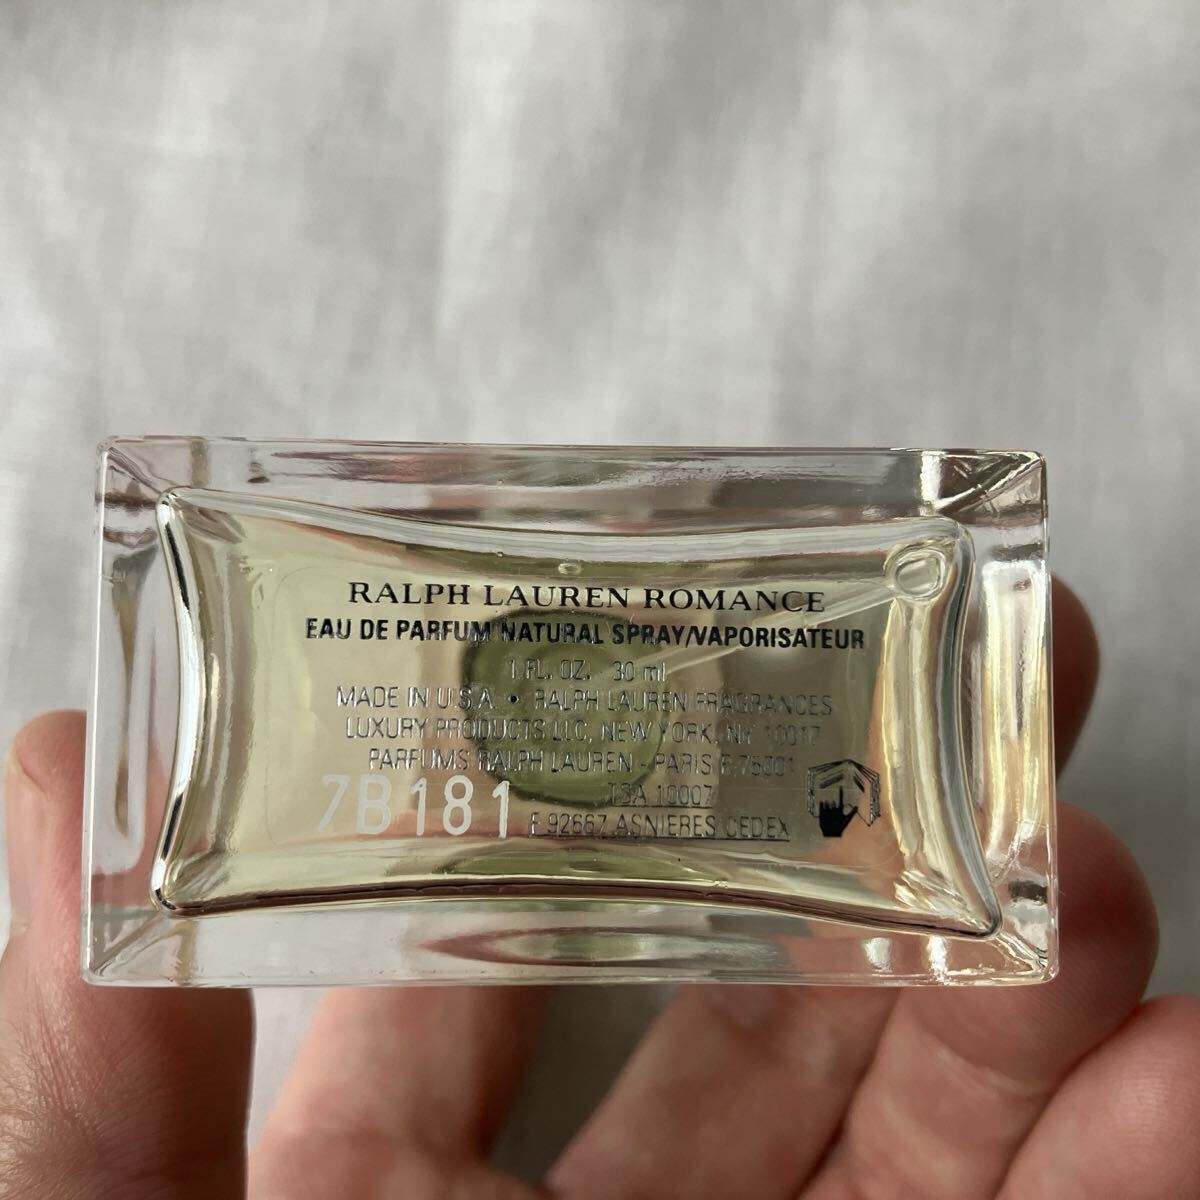 RALPH LAUREN ROMANCE
EAU DE PARFUM NATURAL SPRAY/VAPORISATEUR
1 FL. OZ. 30 ml
MADE IN U.S.A. • RALPH LAUREN FRAGRANCES
LUXURY PRODUCTS LLC, NEW YORK, NY 10017
PARFUMS RALPH LAUREN - PARIS F 75001
TSA 10007
7B181
F 92667 ASNIERES CEDEX